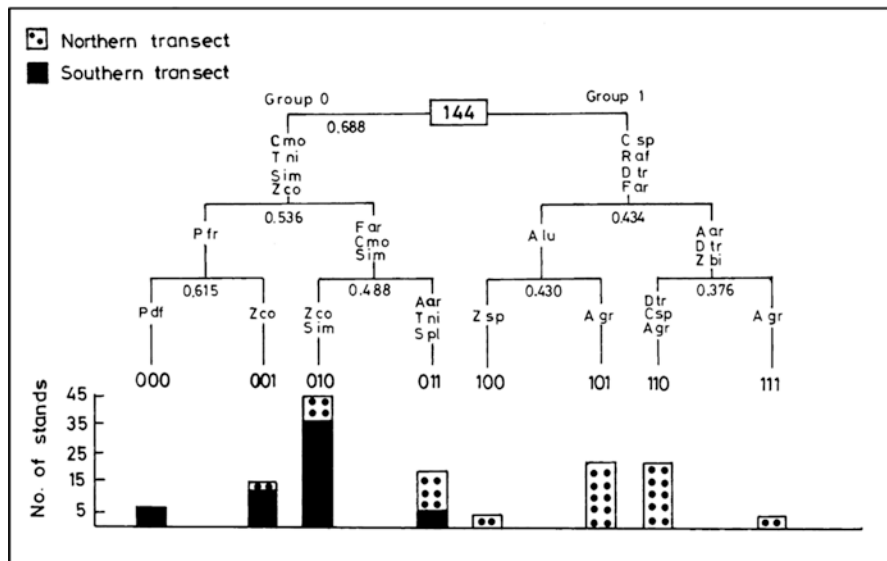 Northern transect
Southern transect
Group 0
144
Group 1
0.688
Cmo
Tni
Sim
Zco
Csp
Raf
Dtr
Far
0.536
0.434
Pfr
Far
Cmo
Sim
Alu
Aar
Dtr
Zbi
0.615
0.488
0.430
0.376
Pdf
Zco
Zco
Sim
Aar
Tni
Spl
Zsp
Agr
Dtr
Csp
Agr
Agr
000 001 010 011 100 101 110 111
No. of stands
45
35
25
15
5